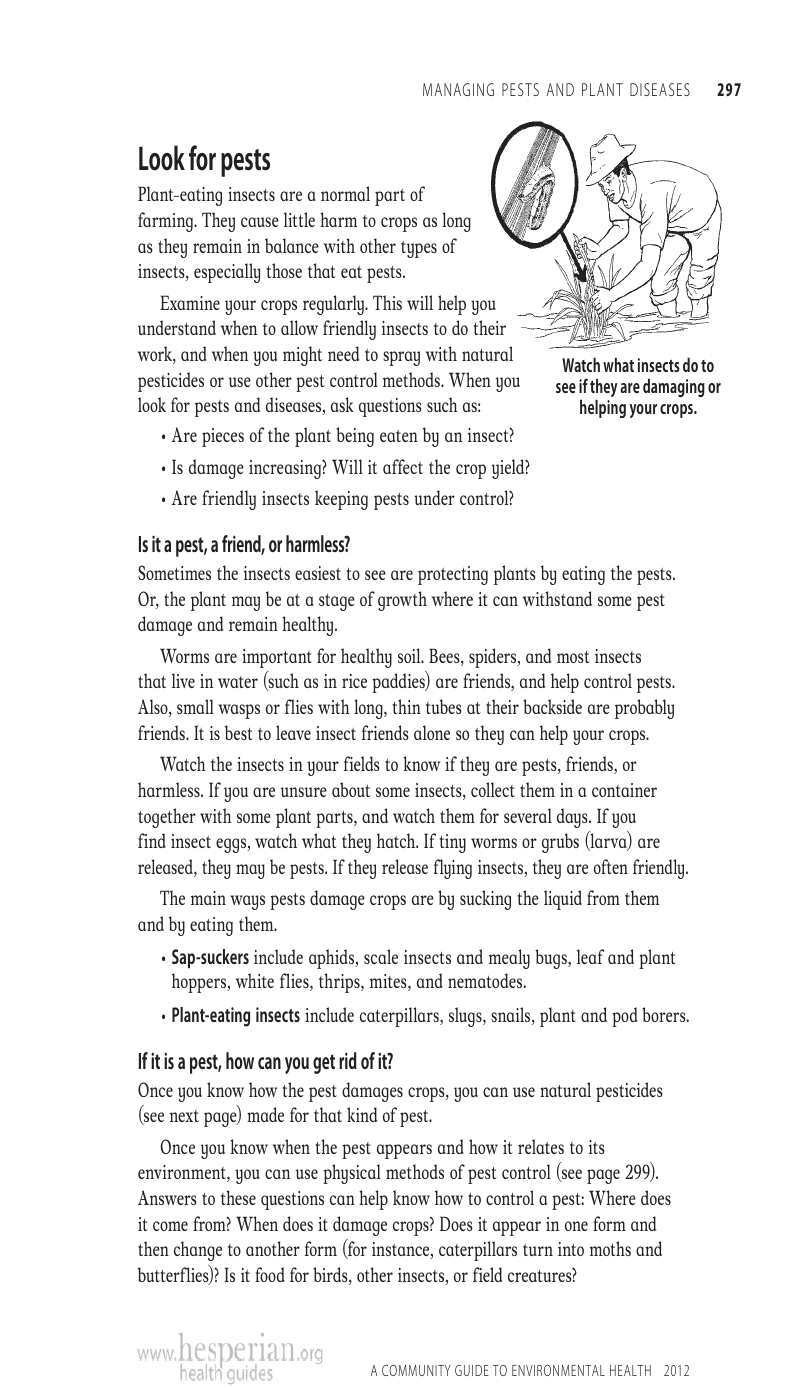 MANAGING PESTS AND PLANT DISEASES 297
Look for pests
Plant-eating insects are a normal part of
farming. They cause little harm to crops as long
as they remain in balance with other types of
insects, especially those that eat pests.
Examine your crops regularly. This will help you
understand when to allow friendly insects to do their
work, and when you might need to spray with natural
pesticides or use other pest control methods. When you
look for pests and diseases, ask questions such as:
• Are pieces of the plant being eaten by an insect?
• Is damage increasing? Will it affect the crop yield?
• Are friendly insects keeping pests under control?
Watch what insects do to
see if they are damaging or
helping your crops.
Is it a pest, a friend, or harmless?
Sometimes the insects easiest to see are protecting plants by eating the pests.
Or, the plant may be at a stage of growth where it can withstand some pest
damage and remain healthy.
Worms are important for healthy soil. Bees, spiders, and most insects
that live in water (such as in rice paddies) are friends, and help control pests.
Also, small wasps or flies with long, thin tubes at their backside are probably
friends. It is best to leave insect friends alone so they can help your crops.
Watch the insects in your fields to know if they are pests, friends, or
harmless. If you are unsure about some insects, collect them in a container
together with some plant parts, and watch them for several days. If you
find insect eggs, watch what they hatch. If tiny worms or grubs (larva) are
released, they may be pests. If they release flying insects, they are often friendly.
The main ways pests damage crops are by sucking the liquid from them
and by eating them.
• Sap-suckers include aphids, scale insects and mealy bugs, leaf and plant
hoppers, white flies, thrips, mites, and nematodes.
• Plant-eating insects include caterpillars, slugs, snails, plant and pod borers.
If it is a pest, how can you get rid of it?
Once you know how the pest damages crops, you can use natural pesticides
(see next page) made for that kind of pest.
Once you know when the pest appears and how it relates to its
environment, you can use physical methods of pest control (see page 299).
Answers to these questions can help know how to control a pest: Where does
it come from? When does it damage crops? Does it appear in one form and
then change to another form (for instance, caterpillars turn into moths and
butterflies)? Is it food for birds, other insects, or field creatures?
www.hesperian.org
health guides
A COMMUNITY GUIDE TO ENVIRONMENTAL HEALTH 2012